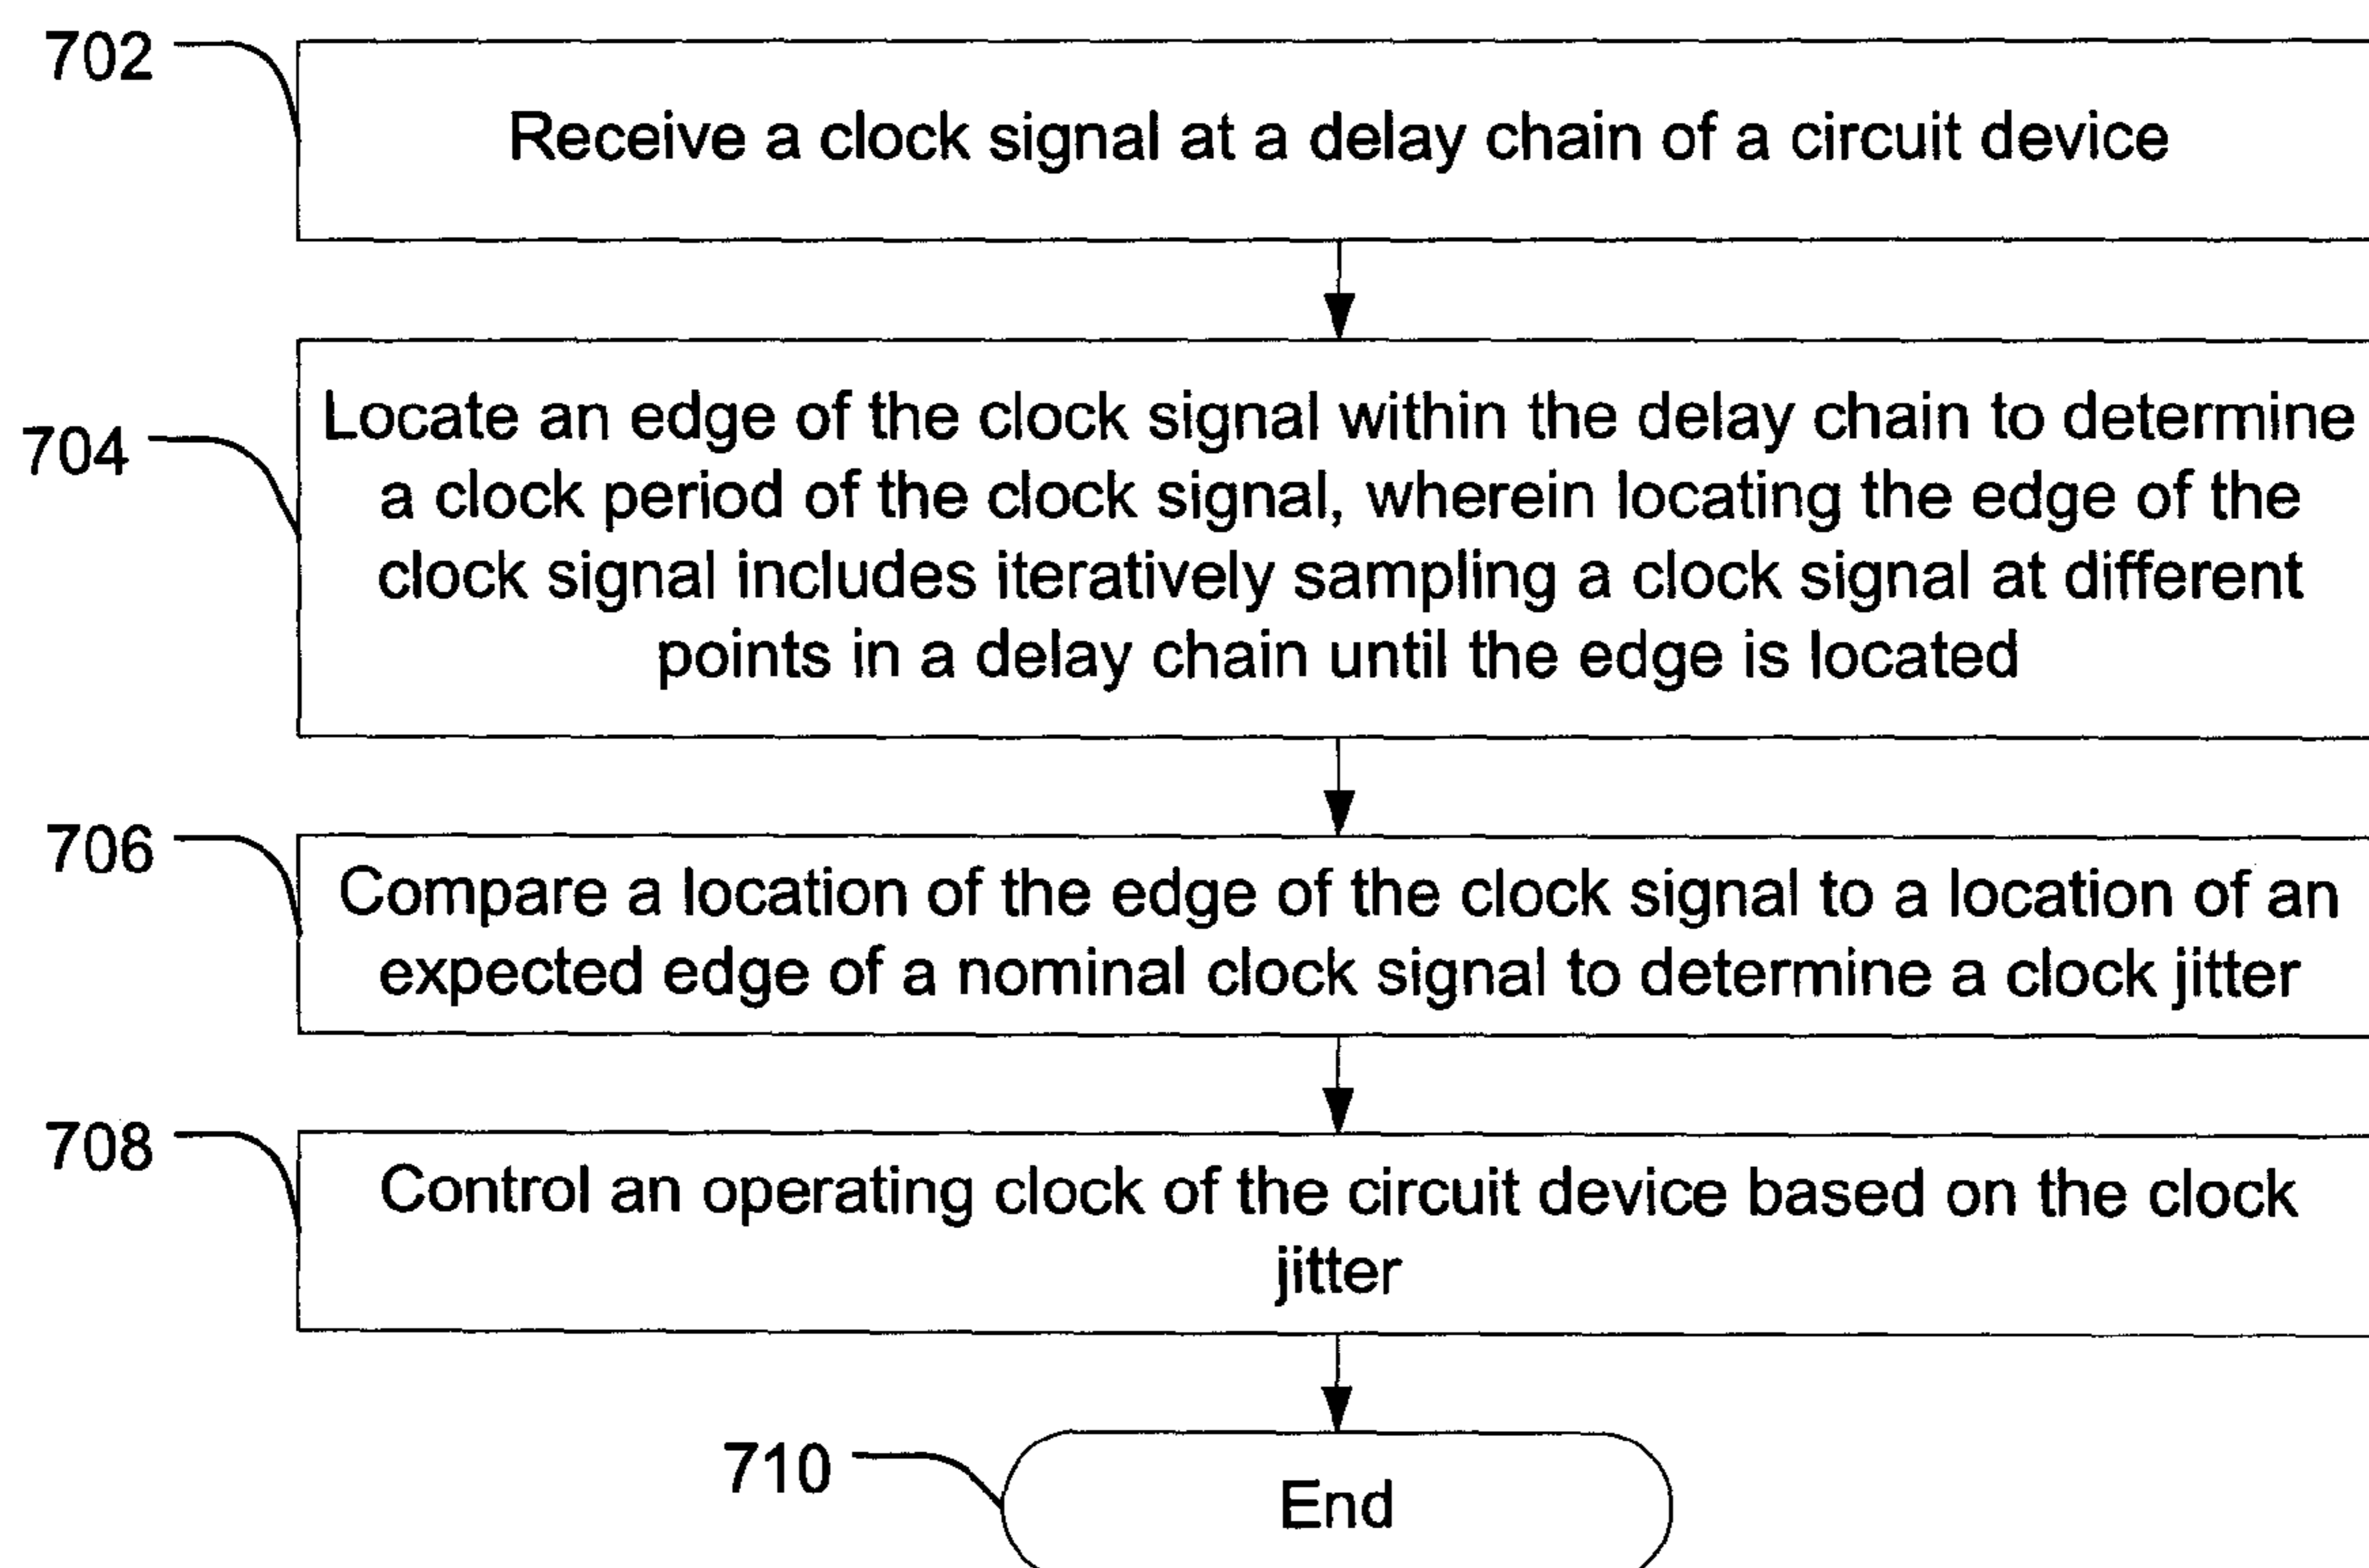 702
Receive a clock signal at a delay chain of a circuit device
704
Locate an edge of the clock signal within the delay chain to determine
a clock period of the clock signal, wherein locating the edge of the
clock signal includes iteratively sampling a clock signal at different
points in a delay chain until the edge is located
706
Compare a location of the edge of the clock signal to a location of an
expected edge of a nominal clock signal to determine a clock jitter
708
Control an operating clock of the circuit device based on the clock
jitter
710
End